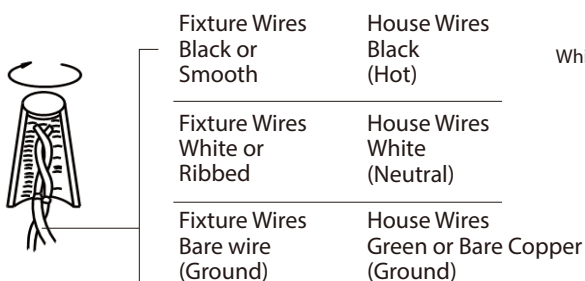 Fixture Wires House Wires
Black or Black
Smooth (Hot)
Fixture Wires House Wires
White or White
Ribbed (Neutral)
Fixture Wires House Wires
Bare wire Green or Bare Copper
(Ground) (Ground)